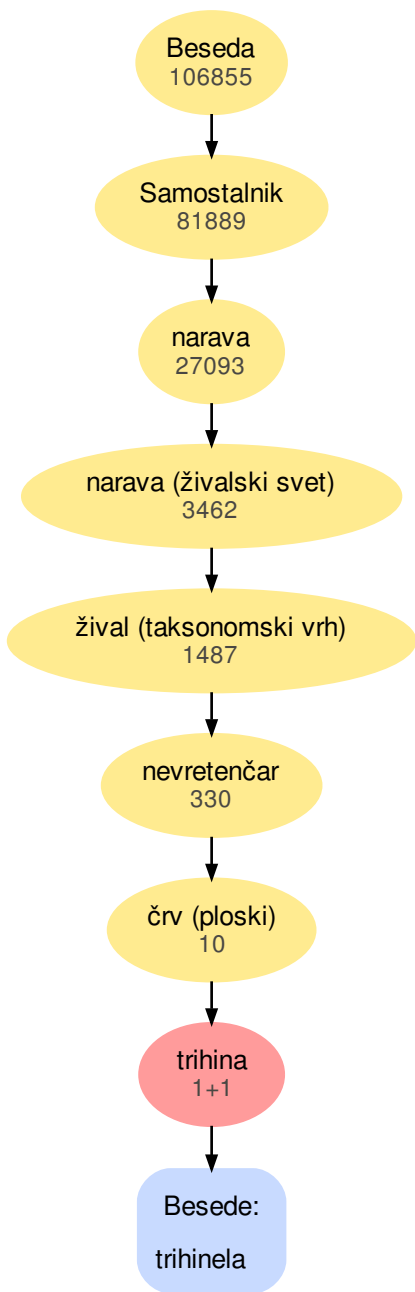 Beseda
106855
Samostalnik
81889
narava
27093
narava (živalski svet)
3462
žival (taksonomski vrh)
1487
nevretenčar
330
črv (ploski)
10
trihina
1+1
Besede:
trihinela